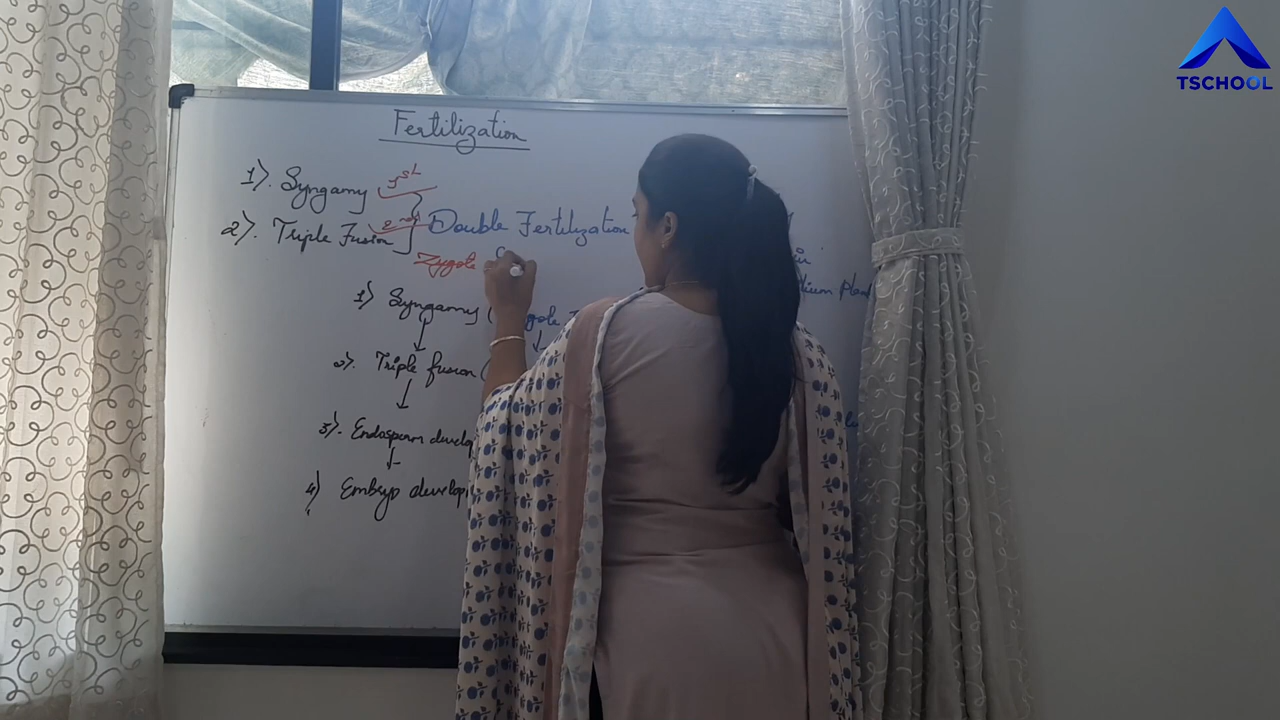 TSCHOOL
Fertilization
1). Syngamy 1st
2). Triple Fusion 2nd Double Fertilization
Zygote
1) Syngamy (
2). Triple fusion (
3). Endosperm develop
4) Embryo develop